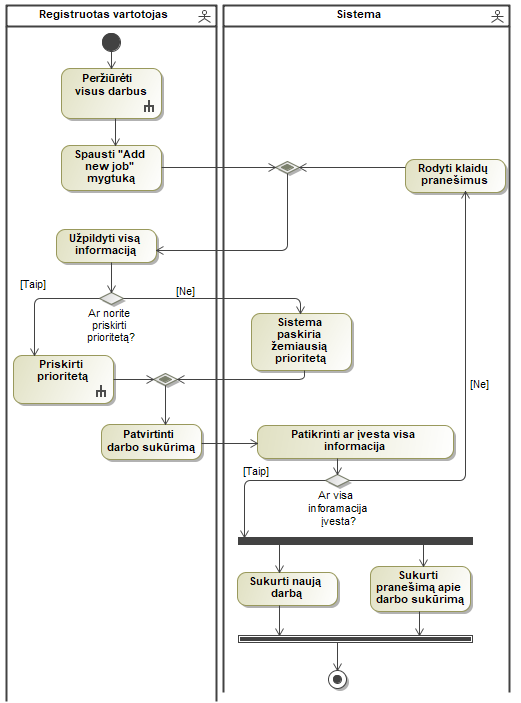 Registruotas vartotojas
Sistema
Peržiūrėti
visus darbus
Spausti "Add
new job"
mygtuką
Rodyti klaidų
pranešimus
Užpildyti visą
informaciją
[Taip]
[Ne]
Ar norite
priskirti
prioritetą?
Sistema
paskiria
žemiausią
prioritetą
Priskirti
prioritetą
[Ne]
Patvirtinti
darbo sukūrimą
Patikrinti ar įvesta visa
informacija
[Taip]
Ar visa
inforamacija
įvesta?
Sukurti naują
darbą
Sukurti
pranešimą apie
darbo sukūrimą